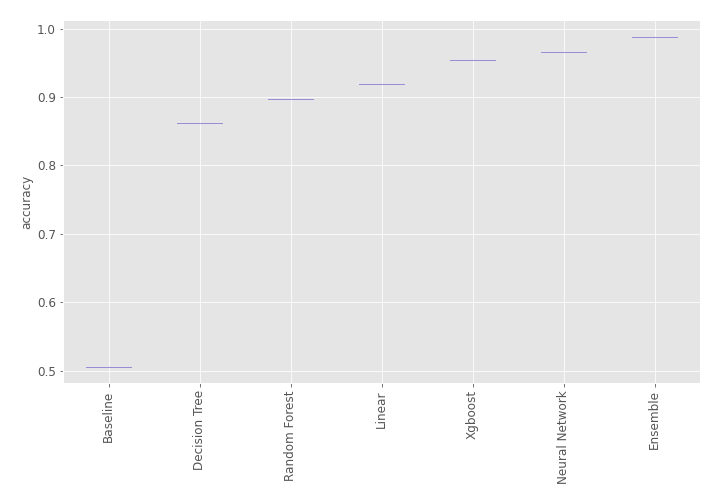 1.0
0.9
0.8
0.7
0.6
0.5
accuracy
Baseline
Decision Tree
Random Forest
Linear
Xgboost
Neural Network
Ensemble